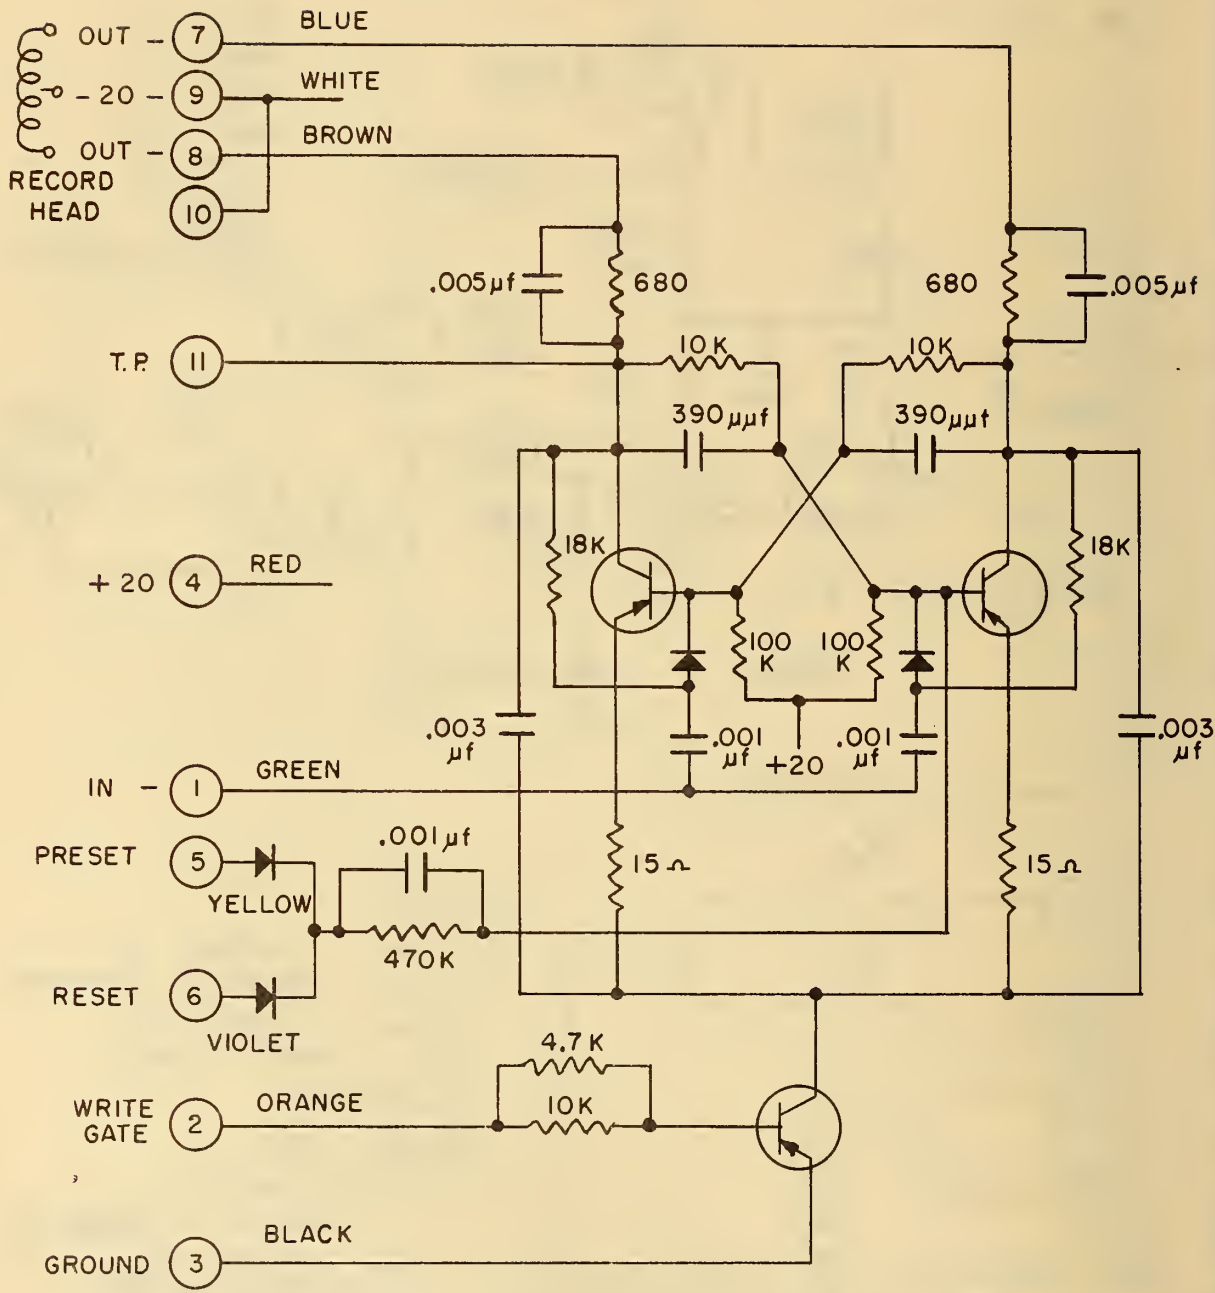 BLUE
OUT – 7
– 20 – 9
WHITE
OUT – 8
BROWN
RECORD
HEAD
10
.005µf
680
680
.005µf
T.P. 11
10K
10K
390µµf
390µµf
18K
18K
+20 4
RED
100
K
100
K
.003
µf
.001
µf
+20
.001
µf
.003
µf
IN – 1
GREEN
.001µf
PRESET 5
YELLOW
15Ω
15Ω
470K
RESET 6
VIOLET
4.7K
WRITE
GATE
2
ORANGE
10K
BLACK
GROUND 3